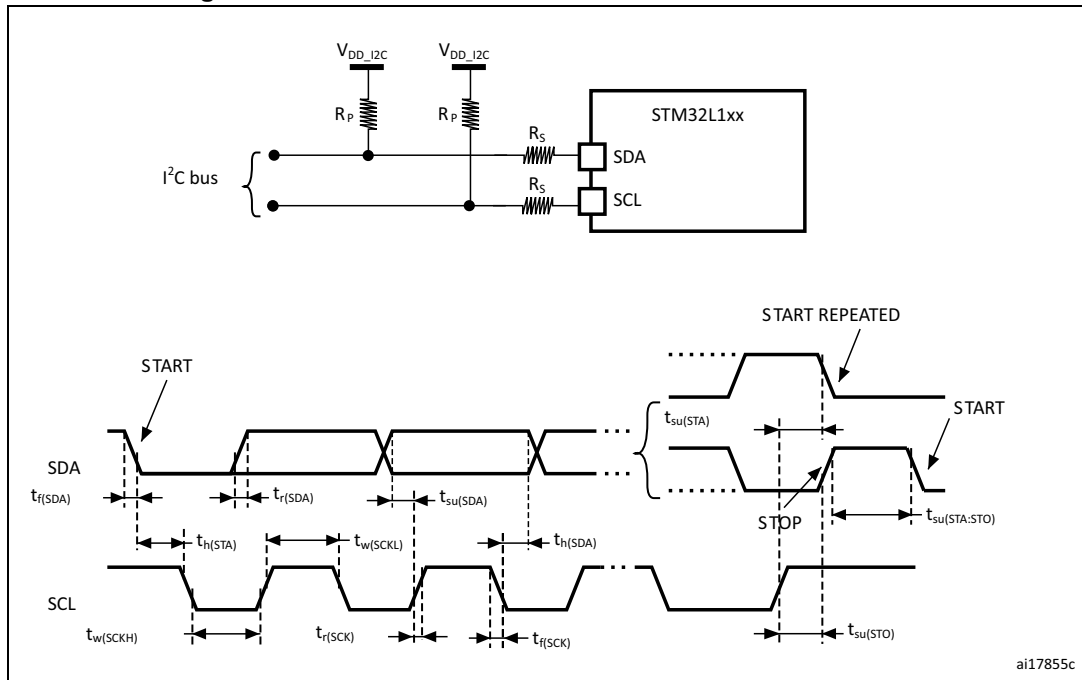 V_DD_I2C V_DD_I2C
R_P R_P
STM32L1xx
R_S
SDA
I²C bus
R_S
SCL
START REPEATED
START
START
t_su(STA)
SDA
t_f(SDA) t_r(SDA) t_su(SDA)
STOP
t_su(STA:STO)
t_h(STA) t_w(SCKL) t_h(SDA)
SCL
t_w(SCKH) t_r(SCK) t_f(SCK) t_su(STO)
ai17855c